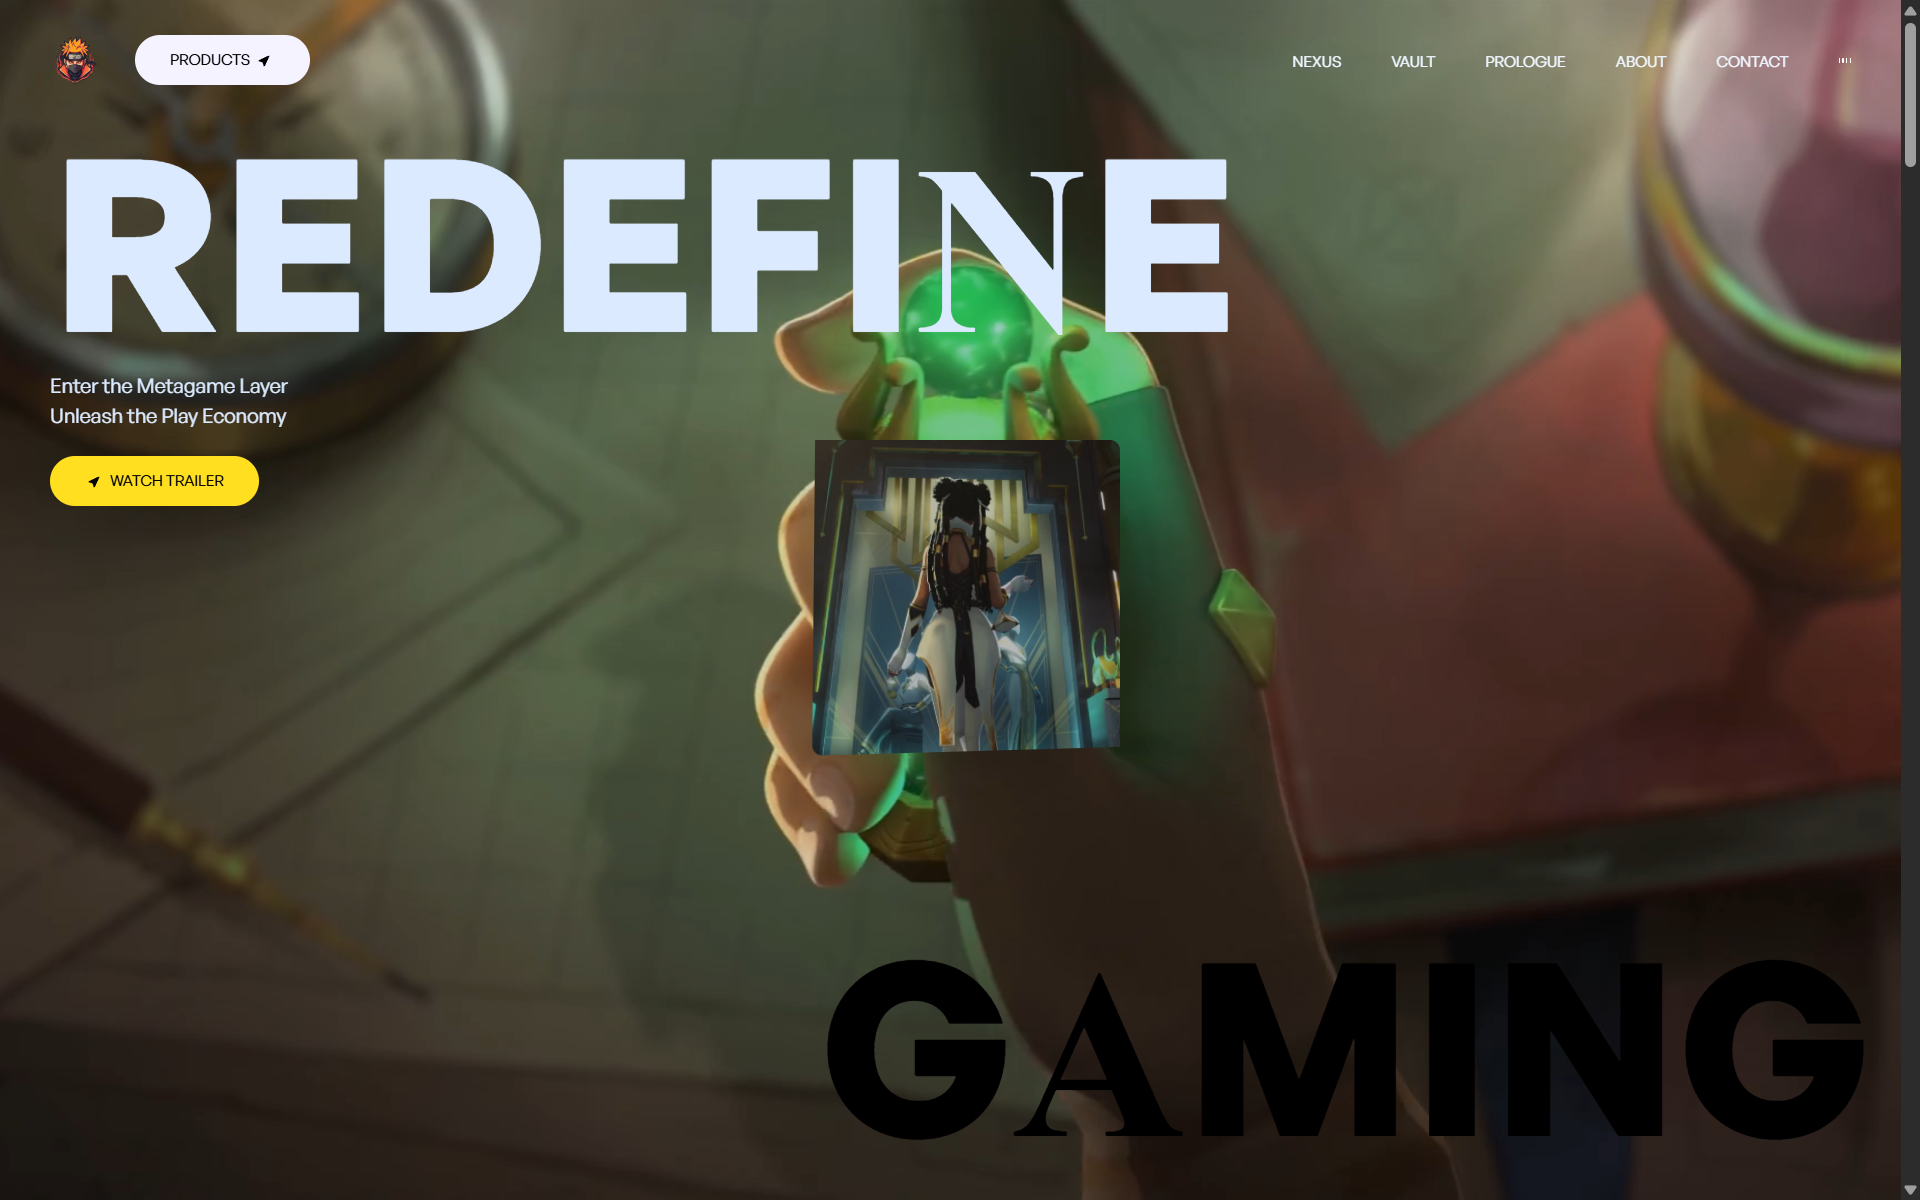 PRODUCTS
NEXUS VAULT PROLOGUE ABOUT CONTACT
REDEFINE
Enter the Metagame Layer
Unleash the Play Economy
WATCH TRAILER
GAMING